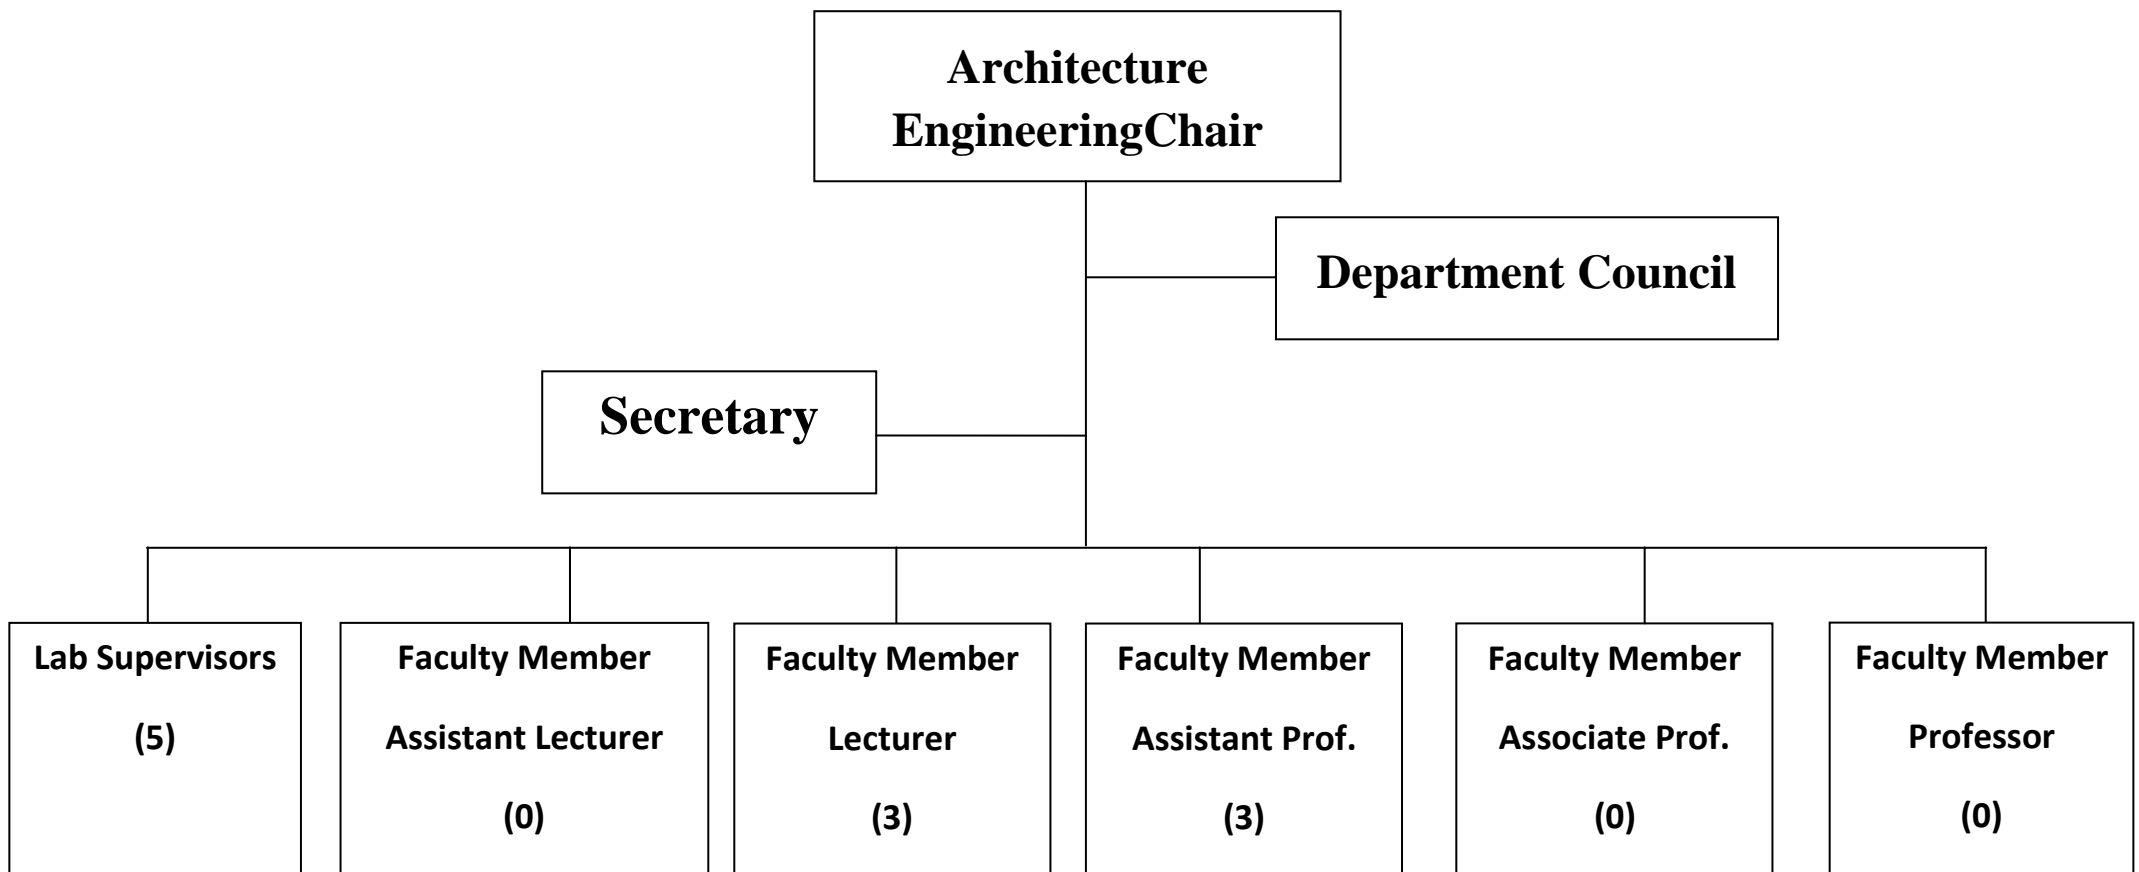 Architecture
EngineeringChair
Department Council
Secretary
Lab Supervisors
(5)
Faculty Member
Assistant Lecturer
(0)
Faculty Member
Lecturer
(3)
Faculty Member
Assistant Prof.
(3)
Faculty Member
Associate Prof.
(0)
Faculty Member
Professor
(0)